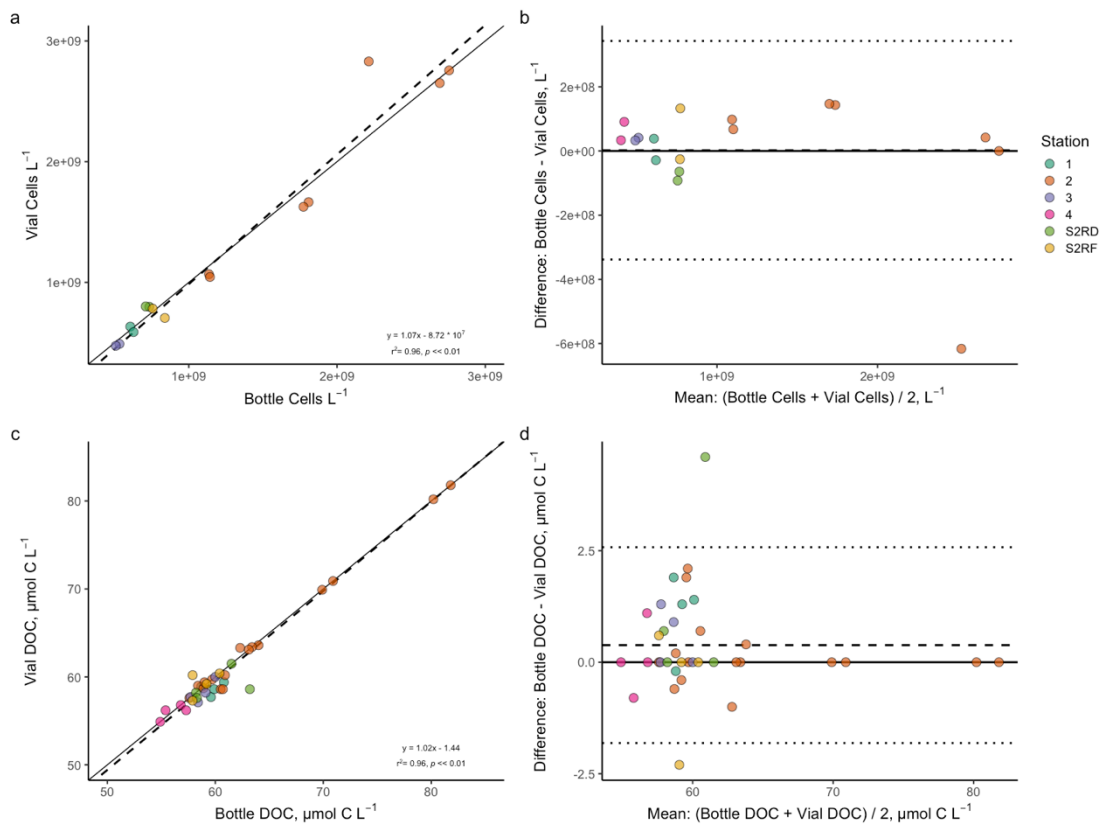 a
3e+09
2e+09
1e+09
Vial Cells L⁻¹
y = 1.07x - 8.72 * 10⁷
r²= 0.96, p << 0.01
1e+09 2e+09 3e+09
Bottle Cells L⁻¹
b
2e+08
0e+00
-2e+08
-4e+08
-6e+08
Difference: Bottle Cells - Vial Cells, L⁻¹
1e+09 2e+09
Mean: (Bottle Cells + Vial Cells) / 2, L⁻¹
Station
1
2
3
4
S2RD
S2RF
c
80
70
60
50
Vial DOC, μmol C L⁻¹
y = 1.02x - 1.44
r²= 0.96, p << 0.01
50 60 70 80
Bottle DOC, μmol C L⁻¹
d
2.5
0.0
-2.5
Difference: Bottle DOC - Vial DOC, μmol C L⁻¹
60 70 80
Mean: (Bottle DOC + Vial DOC) / 2, μmol C L⁻¹